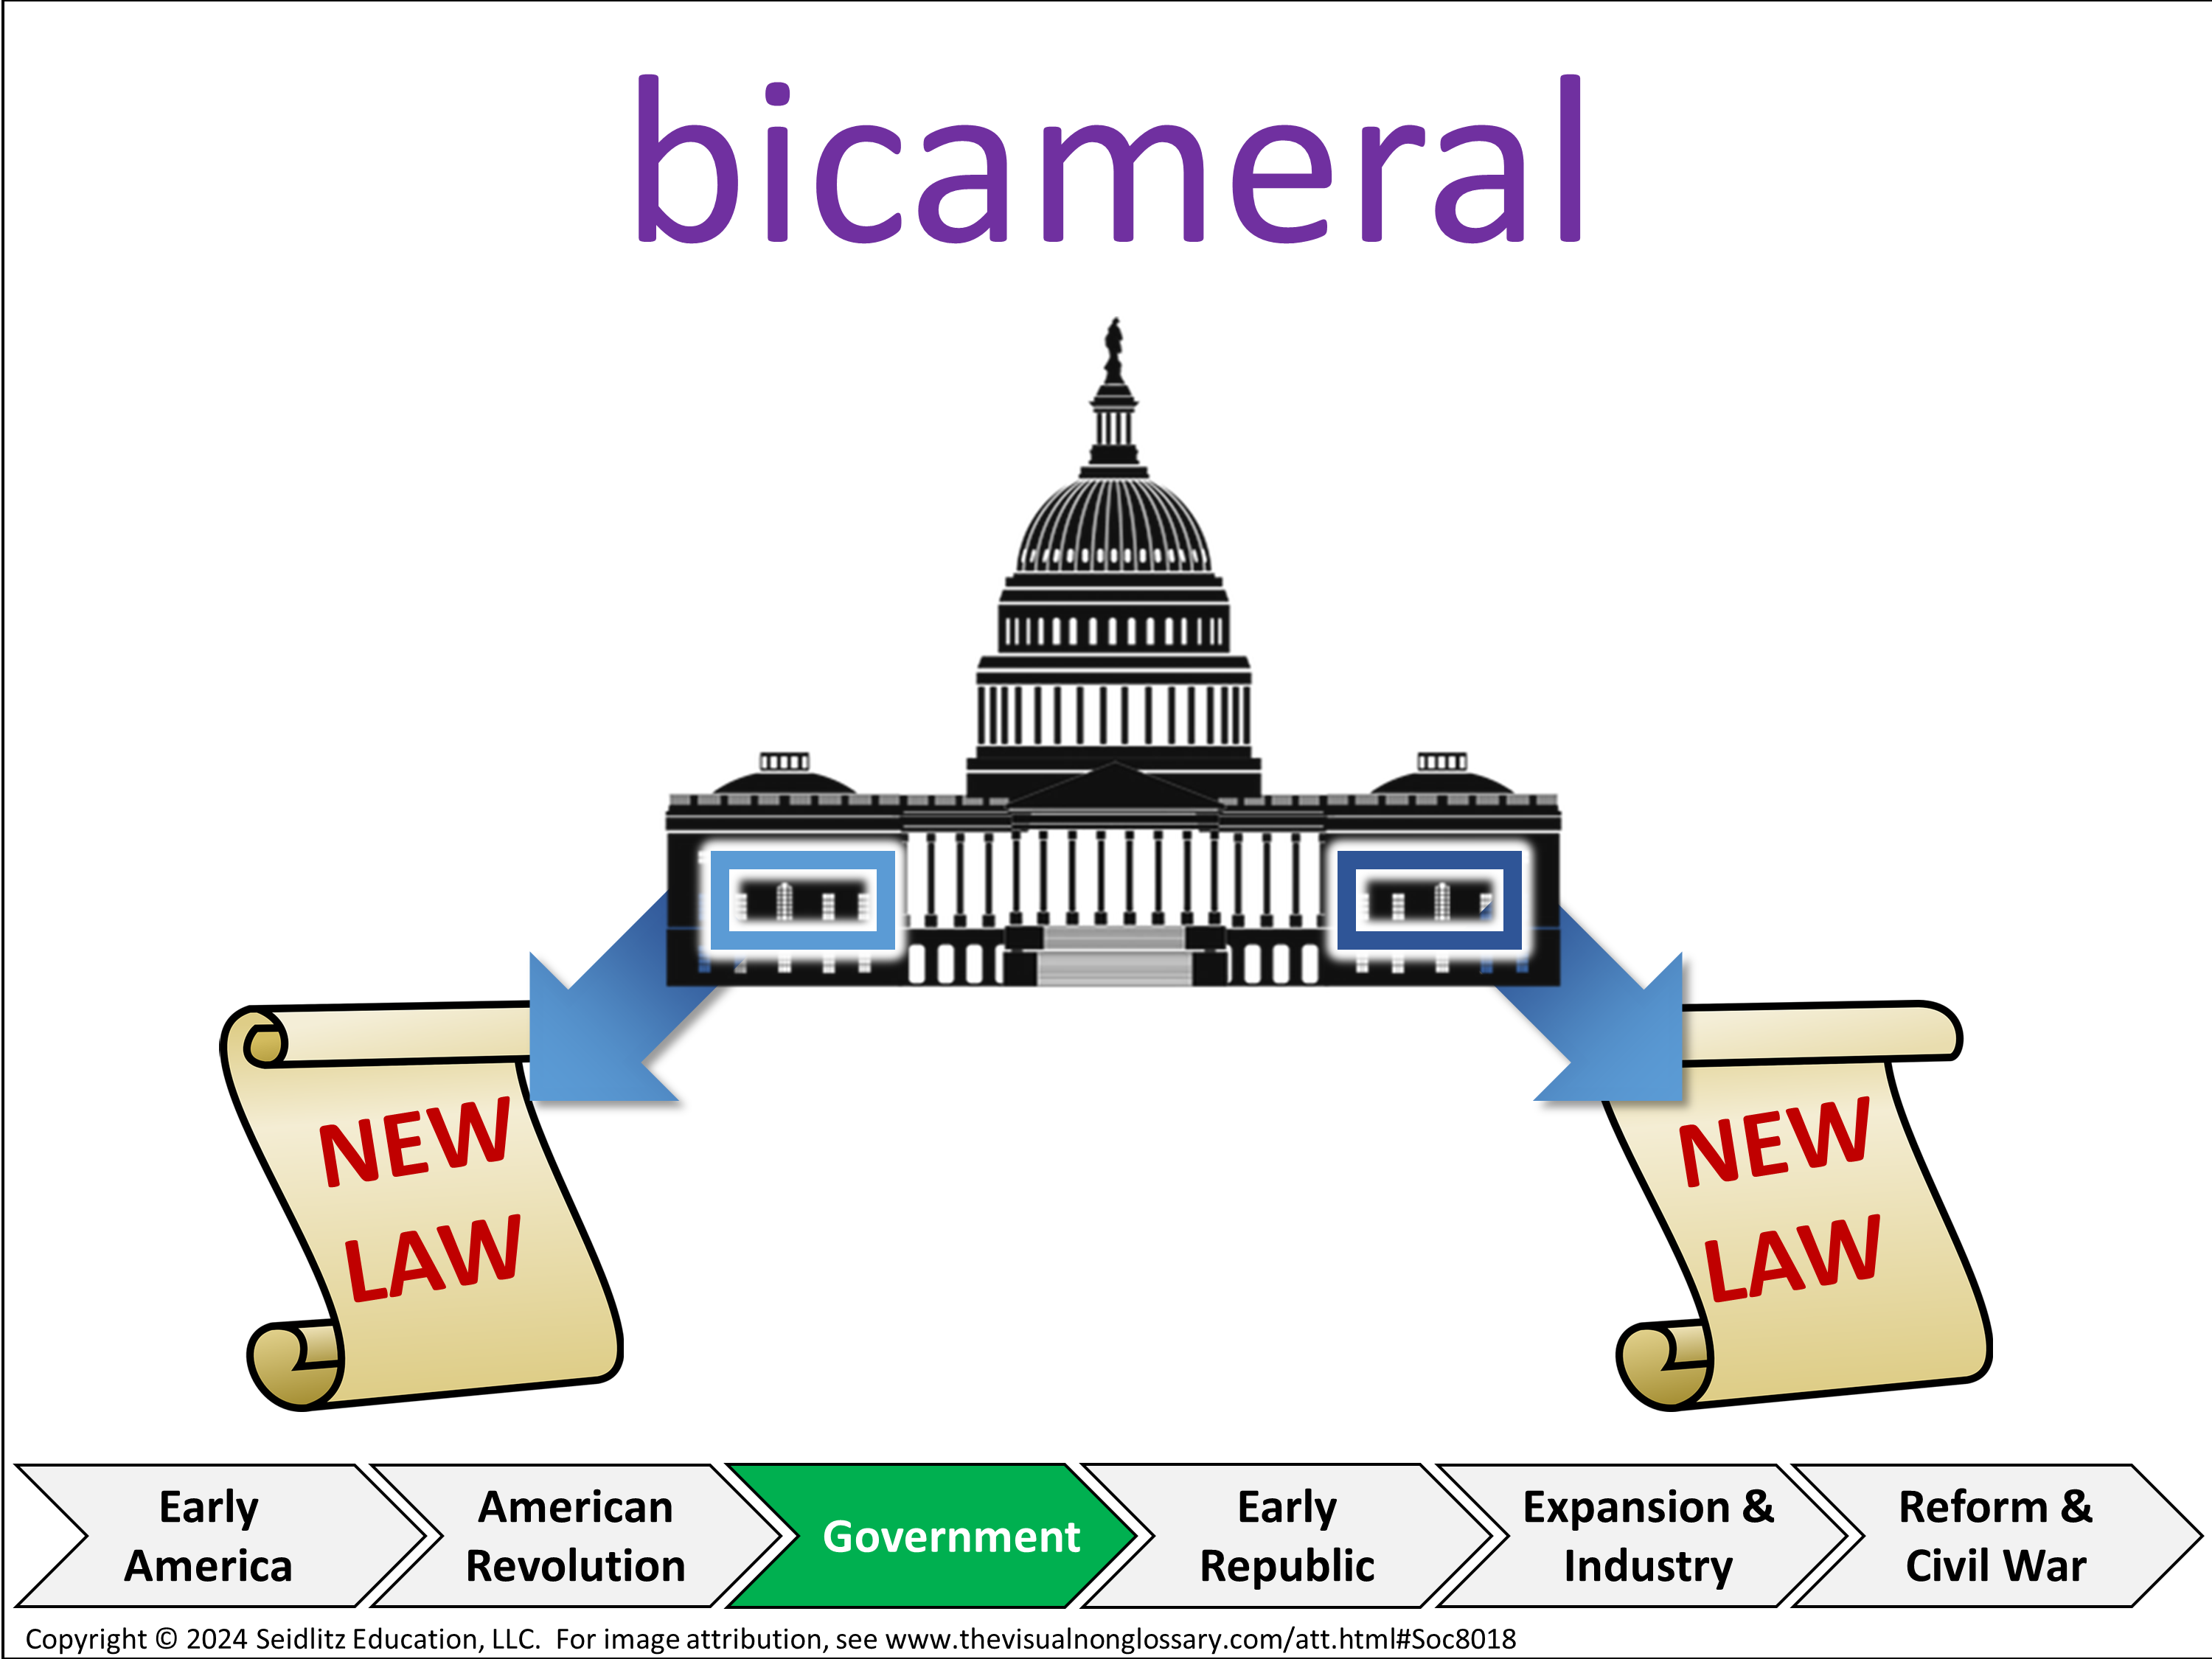 bicameral
NEW
LAW
NEW
LAW
Early
America
American
Revolution
Government
Early
Republic
Expansion &
Industry
Reform &
Civil War
Copyright © 2024 Seidlitz Education, LLC.  For image attribution, see www.thevisualnonglossary.com/att.html#Soc8018